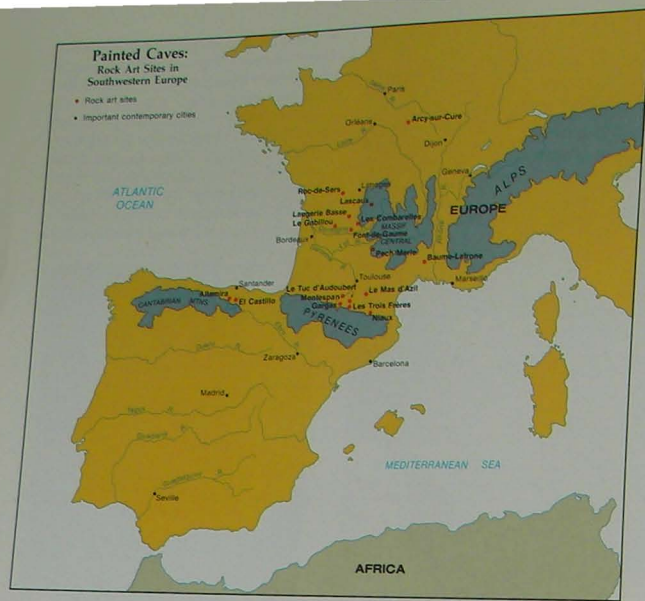 Painted Caves:
Rock Art Sites in
Southwestern Europe
Rock art sites
Important contemporary cities
ATLANTIC
OCEAN
Paris
Orléans
Arcy-sur-Cure
Dijon
Geneva
ALPS
EUROPE
Roc-de-Sers
Limoges
Lascaux
Laugerie Basse
Le Gabillou
Les Combarelles
MASSIF
CENTRAL
Font-de-Gaume
Bordeaux
Pech-Merle
Baume-Latrone
Marseille
Toulouse
Santander
Altamira
El Castillo
CANTABRIAN MTNS
Le Tuc d'Audoubert
Le Mas d'Azil
Montespan
Gargas
Les Trois Frères
Niaux
PYRENEES
Zaragoza
Barcelona
Madrid
Seville
MEDITERRANEAN SEA
AFRICA